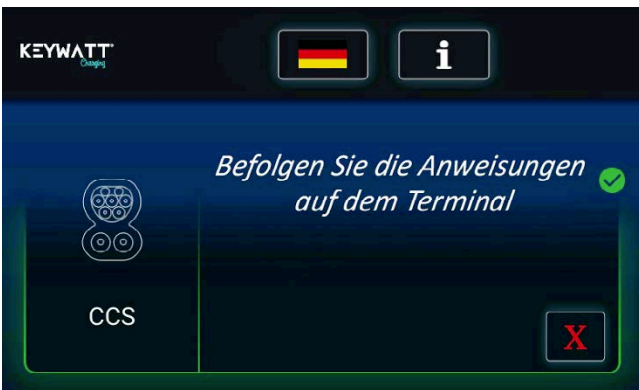 KEYWATT
Charging
i
Befolgen Sie die Anweisungen
auf dem Terminal
CCS
X